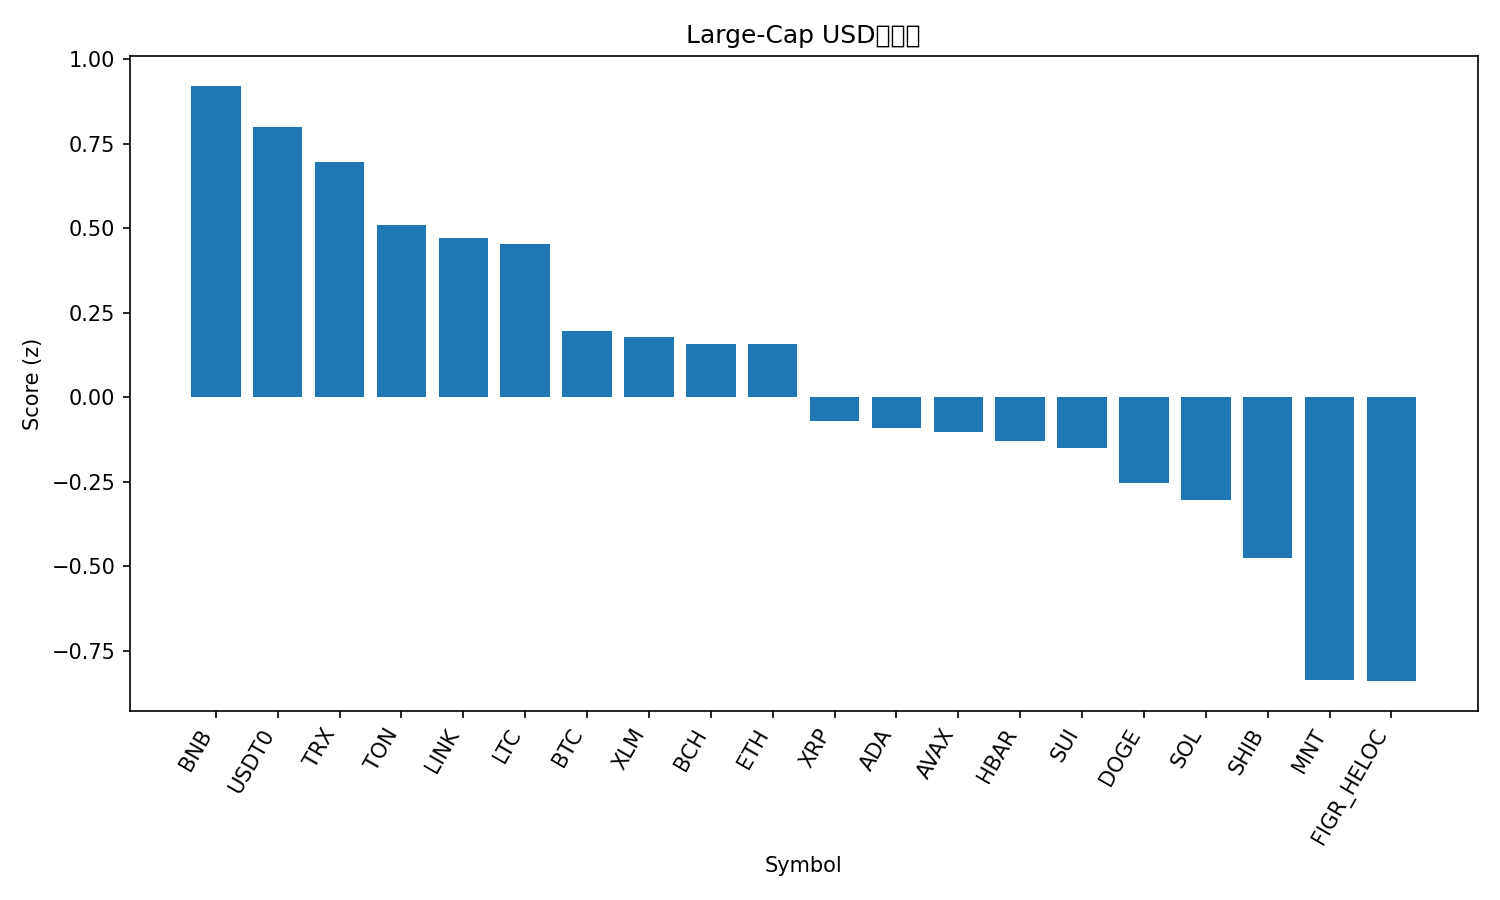 Large-Cap USD
1.00
0.75
0.50
0.25
0.00
−0.25
−0.50
−0.75
Score (z)
BNB
USDT0
TRX
TON
LINK
LTC
BTC
XLM
BCH
ETH
XRP
ADA
AVAX
HBAR
SUI
DOGE
SOL
SHIB
MNT
FIGR_HELOC
Symbol